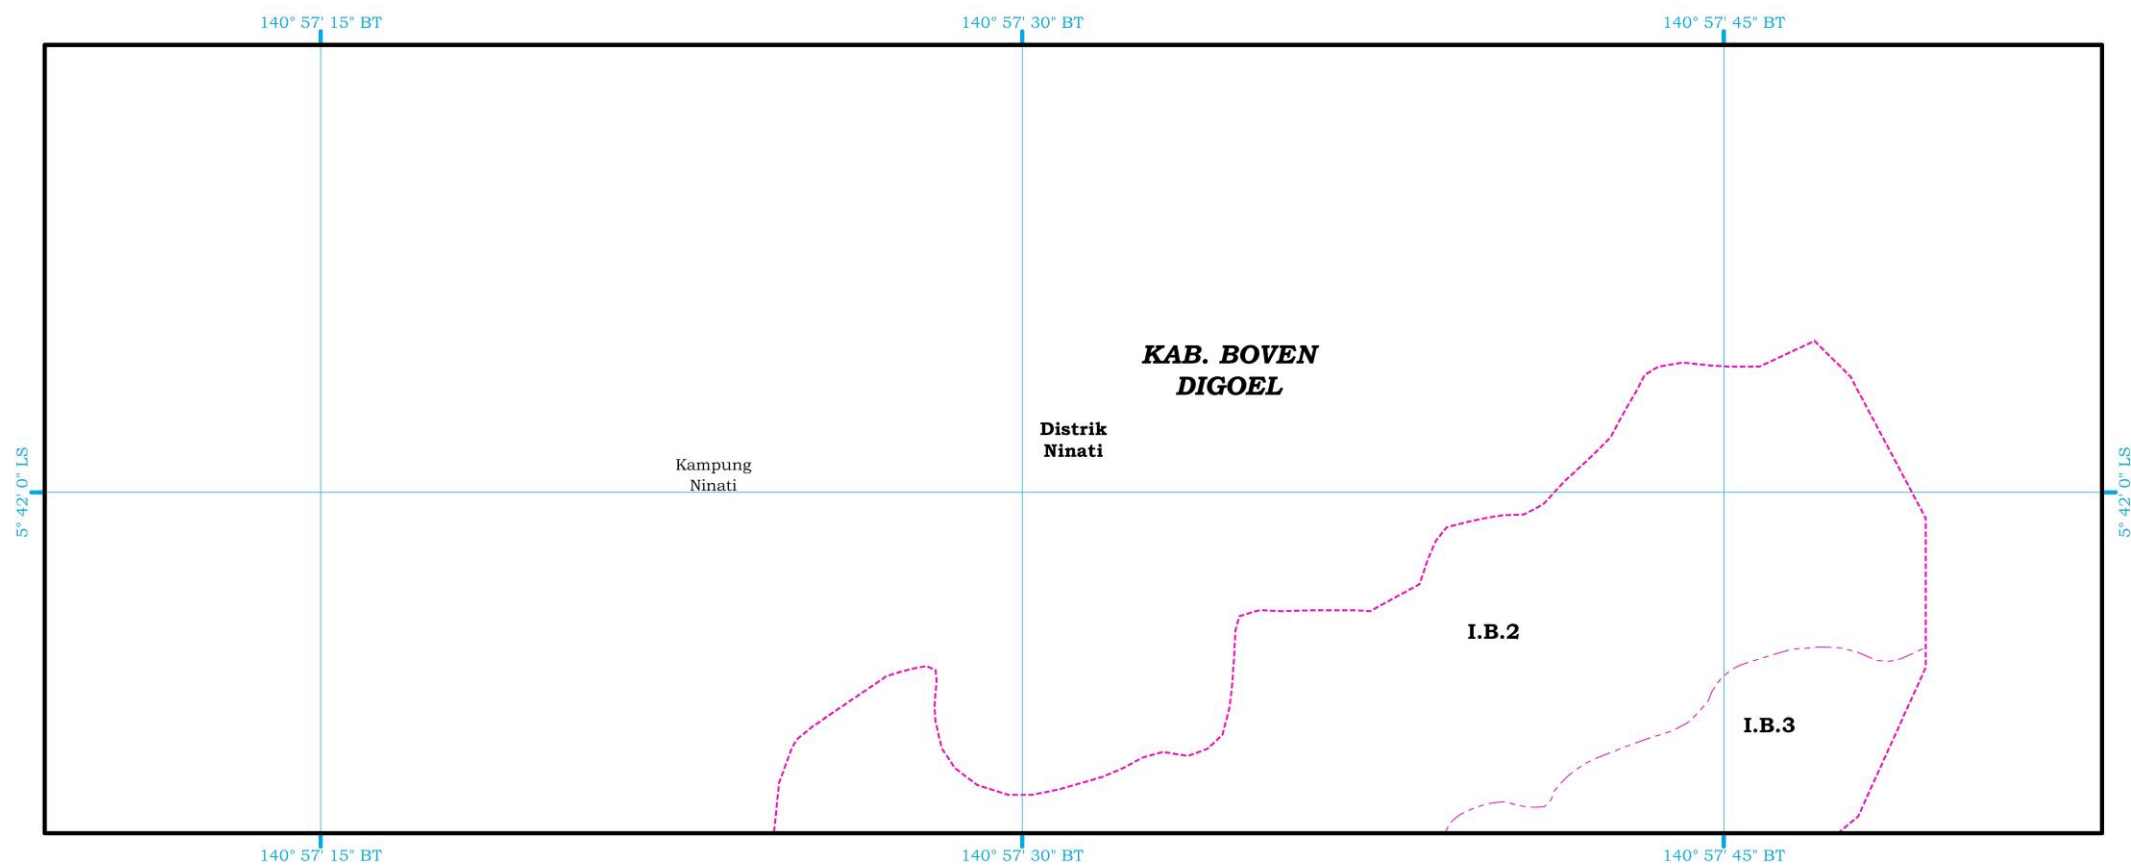 140° 57' 15" BT
140° 57' 30" BT
140° 57' 45" BT
KAB. BOVEN
DIGOEL
Distrik
Ninati
Kampung
Ninati
5° 42' 0" LS
5° 42' 0" LS
I.B.2
I.B.3
140° 57' 15" BT
140° 57' 30" BT
140° 57' 45" BT